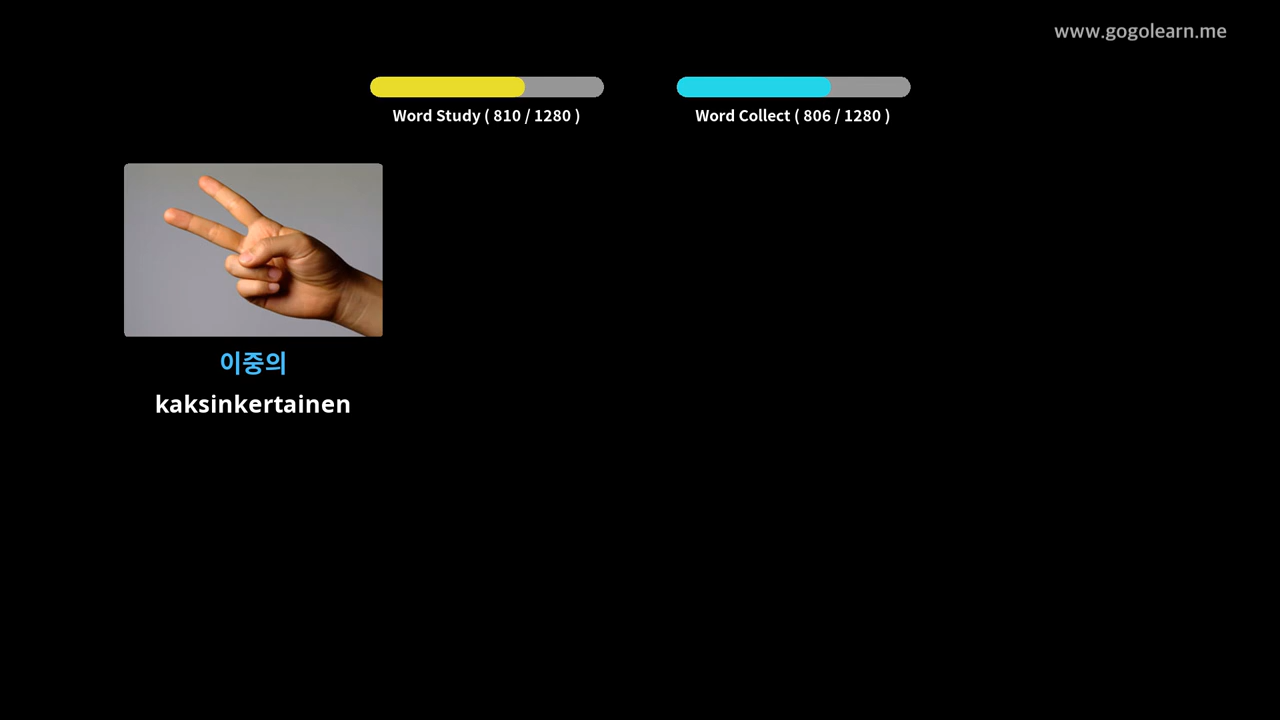 www.gogolearn.me
Word Study ( 810 / 1280 )
Word Collect ( 806 / 1280 )
이중의
kaksinkertainen